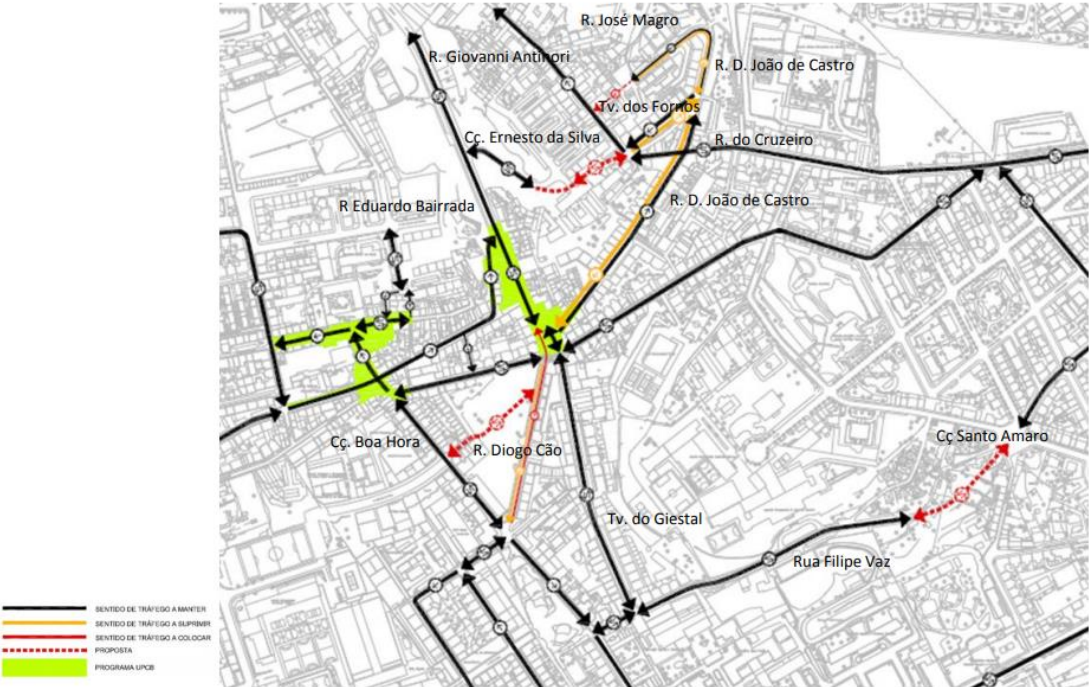 R. José Magro
R. Giovanni Antinori
R. D. João de Castro
Tv. dos Fornos
Cç. Ernesto da Silva
R. do Cruzeiro
R Eduardo Bairrada
R. D. João de Castro
Cç. Boa Hora
R. Diogo Cão
Cç Santo Amaro
Tv. do Giestal
Rua Filipe Vaz
SENTIDO DE TRÁFEGO A MANTER
SENTIDO DE TRÁFEGO A SUPRIMIR
SENTIDO DE TRÁFEGO A COLOCAR
PROPOSTA
PROGRAMA UPCB